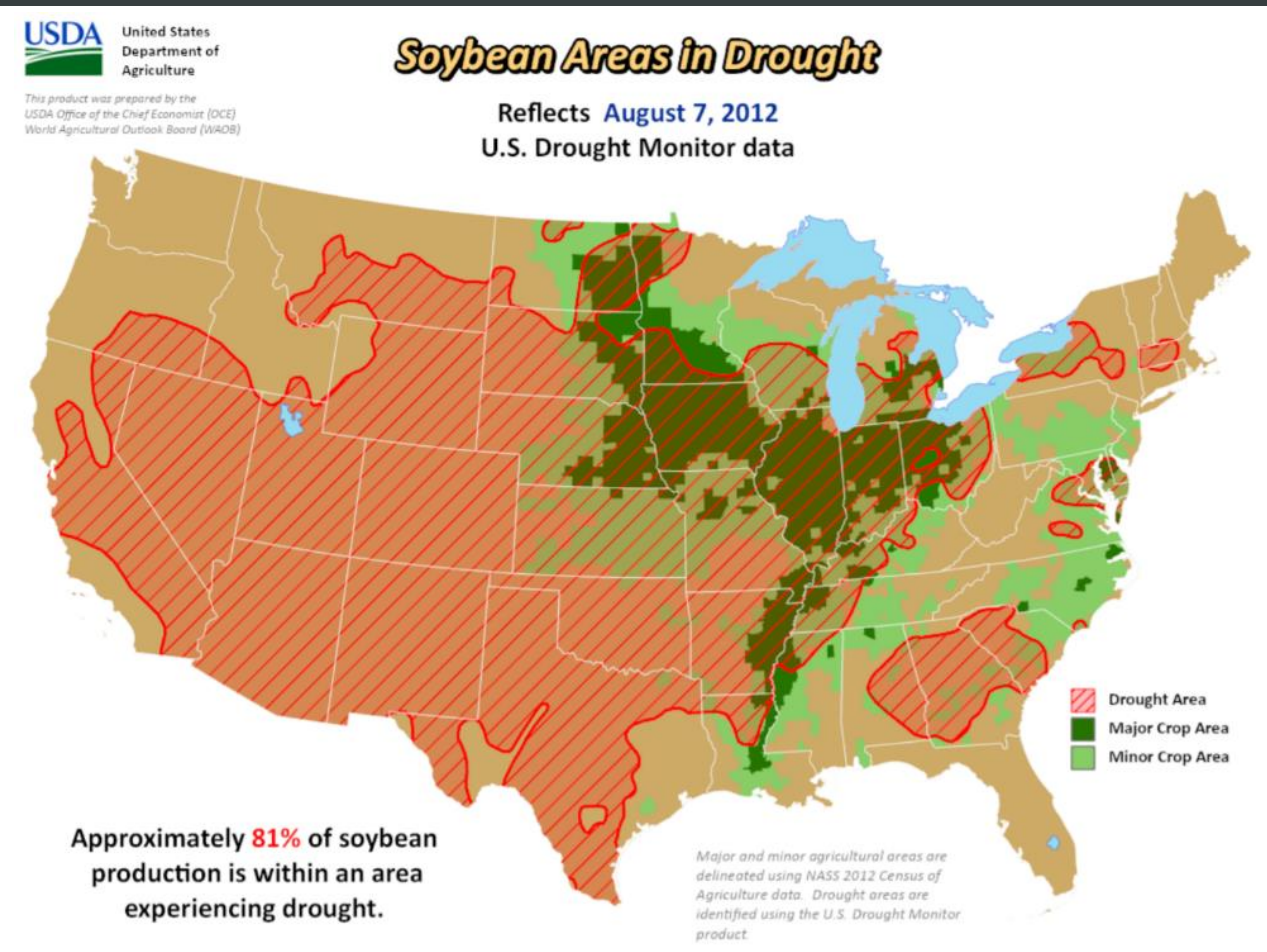 USDA
United States
Department of
Agriculture
This product was prepared by the
USDA Office of the Chief Economist (OCE)
World Agricultural Outlook Board (WAOB)
Soybean Areas in Drought
Reflects August 7, 2012
U.S. Drought Monitor data
Drought Area
Major Crop Area
Minor Crop Area
Approximately 81% of soybean
production is within an area
experiencing drought.
Major and minor agricultural areas are
delineated using NASS 2012 Census of
Agriculture data. Drought areas are
identified using the U.S. Drought Monitor
product.